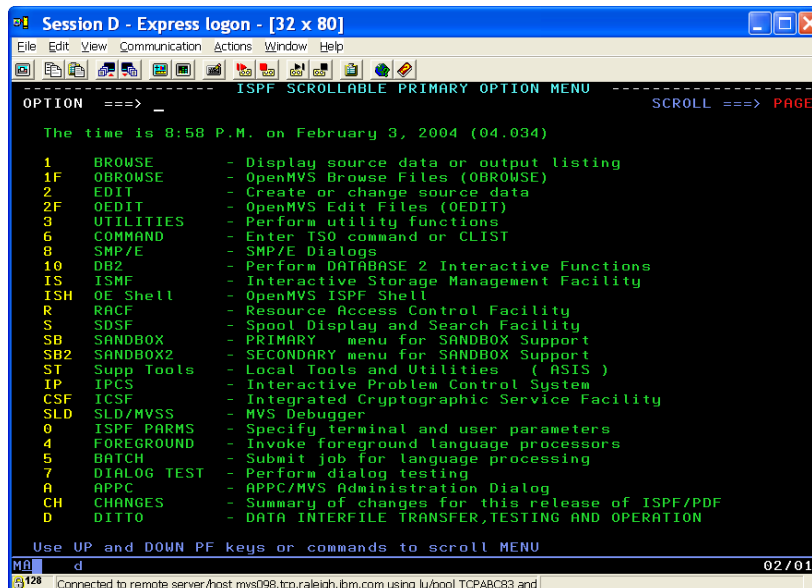 Session D - Express logon - [32 x 80]
File Edit View Communication Actions Window Help
-------------------- ISPF SCROLLABLE PRIMARY OPTION MENU --------------------
OPTION ===> _ SCROLL ===> PAGE
The time is 8:58 P.M. on February 3, 2004 (04.034)
1 BROWSE - Display source data or output listing
1F OBROWSE - OpenMVS Browse Files (OBROWSE)
2 EDIT - Create or change source data
2F OEDIT - OpenMVS Edit Files (OEDIT)
3 UTILITIES - Perform utility functions
6 COMMAND - Enter TSO command or CLIST
8 SMP/E - SMP/E Dialogs
10 DB2 - Perform DATABASE 2 Interactive Functions
IS ISMF - Interactive Storage Management Facility
ISH OE Shell - OpenMVS ISPF Shell
R RACF - Resource Access Control Facility
S SDSF - Spool Display and Search Facility
SB SANDBOX - PRIMARY menu for SANDBOX Support
SB2 SANDBOX2 - SECONDARY menu for SANDBOX Support
ST Supp Tools - Local Tools and Utilities ( ASIS )
IP IPCS - Interactive Problem Control System
CSF ICSF - Integrated Cryptographic Service Facility
SLD SLD/MVSS - MVS Debugger
0 ISPF PARMS - Specify terminal and user parameters
4 FOREGROUND - Invoke foreground language processors
5 BATCH - Submit job for language processing
7 DIALOG TEST - Perform dialog testing
A APPC - APPC/MVS Administration Dialog
CH CHANGES - Summary of changes for this release of ISPF/PDF
D DITTO - DATA INTERFILE TRANSFER,TESTING AND OPERATION
Use UP and DOWN PF keys or commands to scroll MENU
MA d
128 Connected to remote server/host mvs098.tcp.raleigh.ibm.com using lu/pool TCPABC83 and